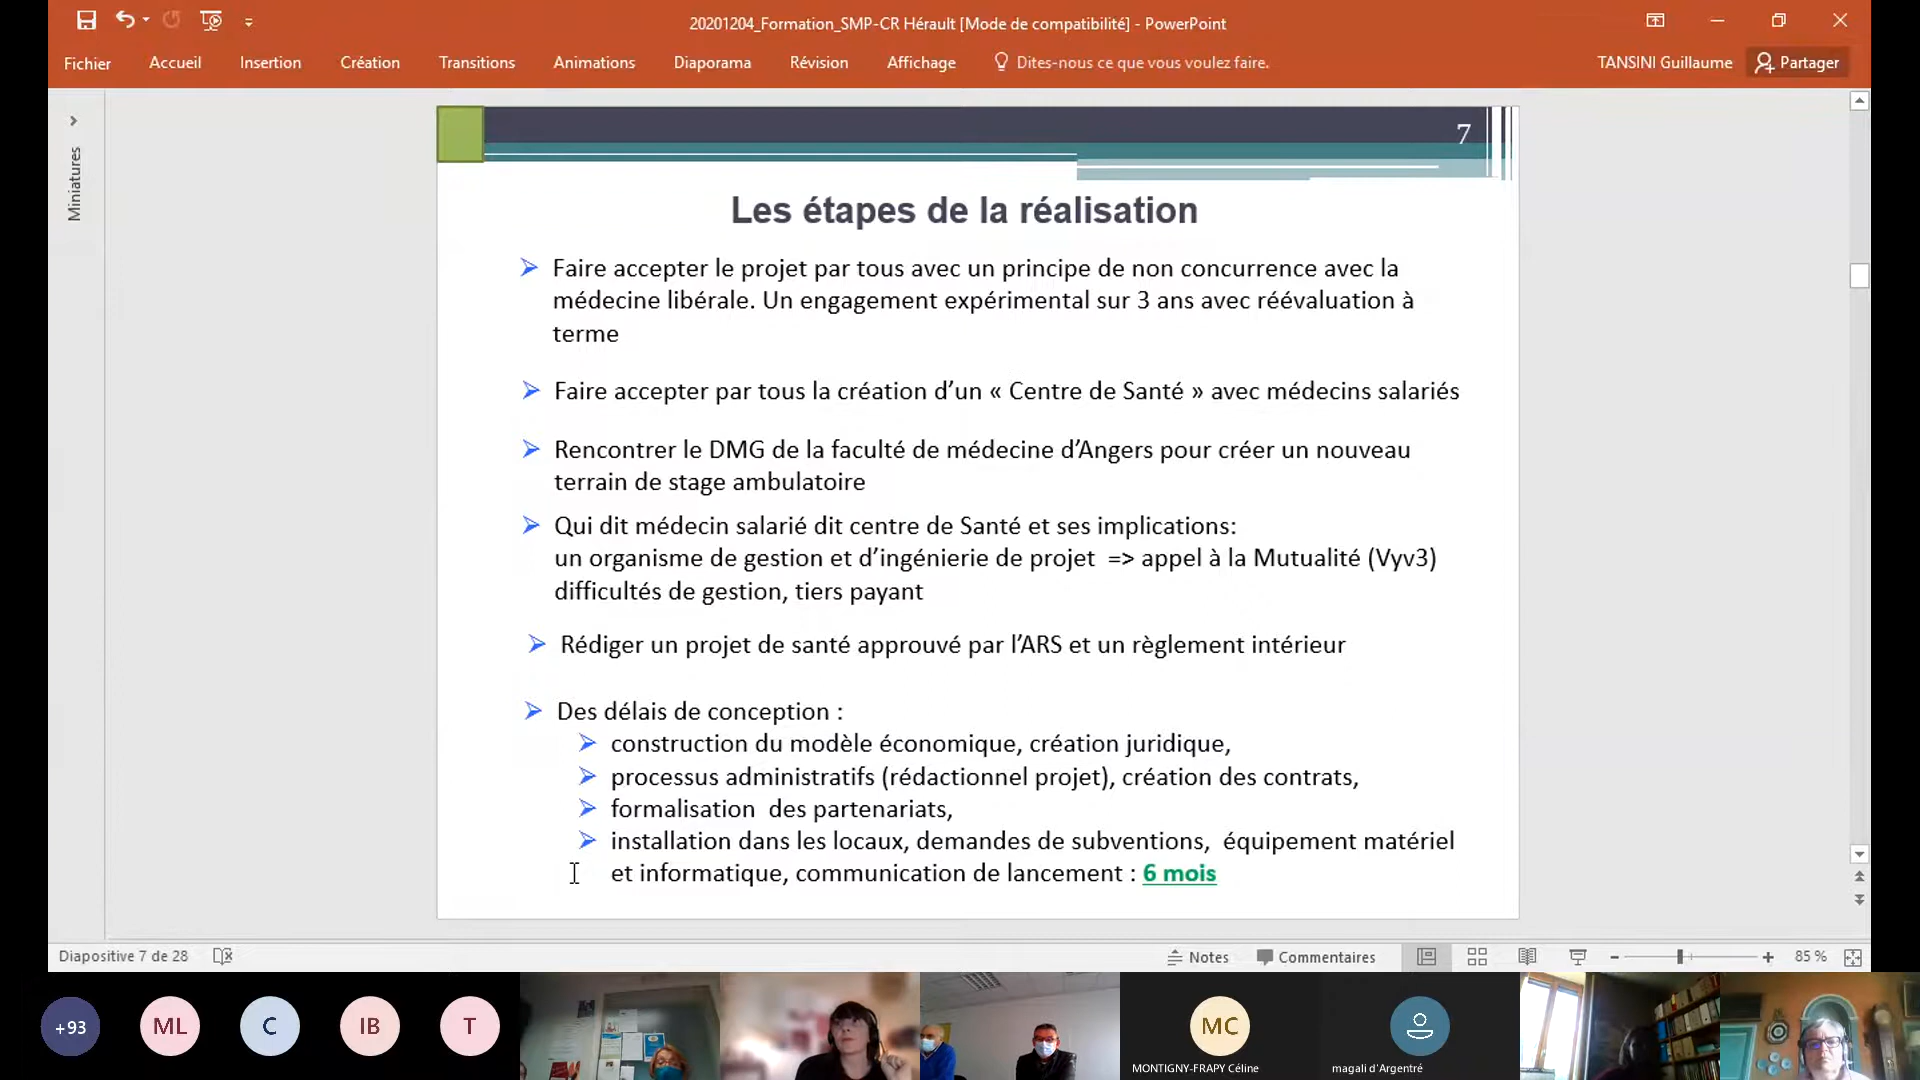 20201204_Formation_SMP-CR Hérault [Mode de compatibilité] - PowerPoint
Fichier Accueil Insertion Création Transitions Animations Diaporama Révision Affichage Dites-nous ce que vous voulez faire. TANSINI Guillaume Partager
Miniatures
7
Les étapes de la réalisation
Faire accepter le projet par tous avec un principe de non concurrence avec la
médecine libérale. Un engagement expérimental sur 3 ans avec réévaluation à
terme
Faire accepter par tous la création d’un « Centre de Santé » avec médecins salariés
Rencontrer le DMG de la faculté de médecine d’Angers pour créer un nouveau
terrain de stage ambulatoire
Qui dit médecin salarié dit centre de Santé et ses implications:
un organisme de gestion et d’ingénierie de projet => appel à la Mutualité (Vyv3)
difficultés de gestion, tiers payant
Rédiger un projet de santé approuvé par l’ARS et un règlement intérieur
Des délais de conception :
construction du modèle économique, création juridique,
processus administratifs (rédactionnel projet), création des contrats,
formalisation des partenariats,
installation dans les locaux, demandes de subventions, équipement matériel
et informatique, communication de lancement : 6 mois
Diapositive 7 de 28 Notes Commentaires 85 %
+93 ML C IB T MC
MONTIGNY-FRAPY Céline magali d'Argentré